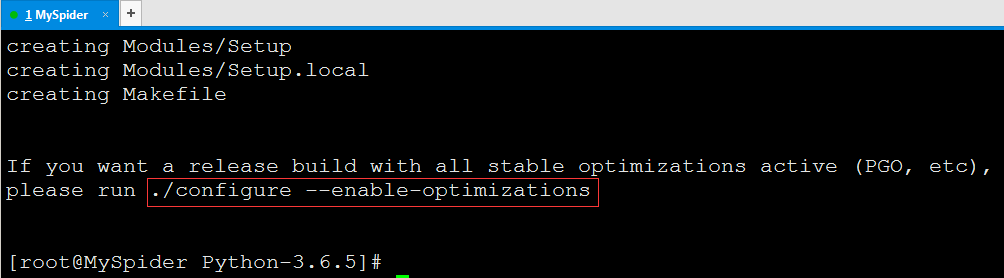 1 MySpider × +
creating Modules/Setup
creating Modules/Setup.local
creating Makefile
If you want a release build with all stable optimizations active (PGO, etc),
please run ./configure --enable-optimizations
[root@MySpider Python-3.6.5]#